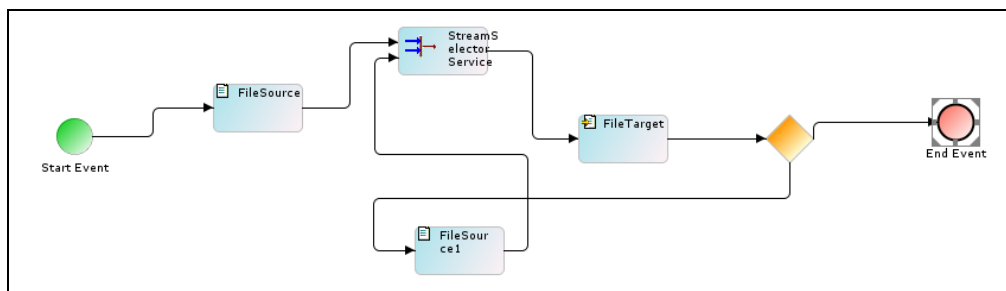 StreamS
elector
Service
FileSource
FileTarget
Start Event
End Event
FileSour
ce1